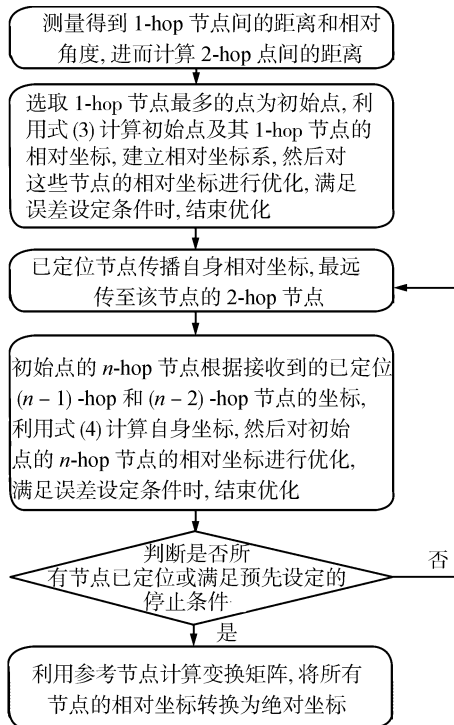 测量得到 1-hop 节点间的距离和相对
角度, 进而计算 2-hop 点间的距离
选取 1-hop 节点最多的点为初始点, 利
用式 (3) 计算初始点及其 1-hop 节点的
相对坐标, 建立相对坐标系, 然后对
这些节点的相对坐标进行优化, 满足
误差设定条件时, 结束优化
已定位节点传播自身相对坐标, 最远
传至该节点的 2-hop 节点
初始点的 n-hop 节点根据接收到的已定位
(n − 1) -hop 和 (n − 2) -hop 节点的坐标,
利用式 (4) 计算自身坐标, 然后对初始
点的 n-hop 节点的相对坐标进行优化,
满足误差设定条件时, 结束优化
判断是否所
有节点已定位或满足预先设定的
停止条件
否
是
利用参考节点计算变换矩阵, 将所有
节点的相对坐标转换为绝对坐标